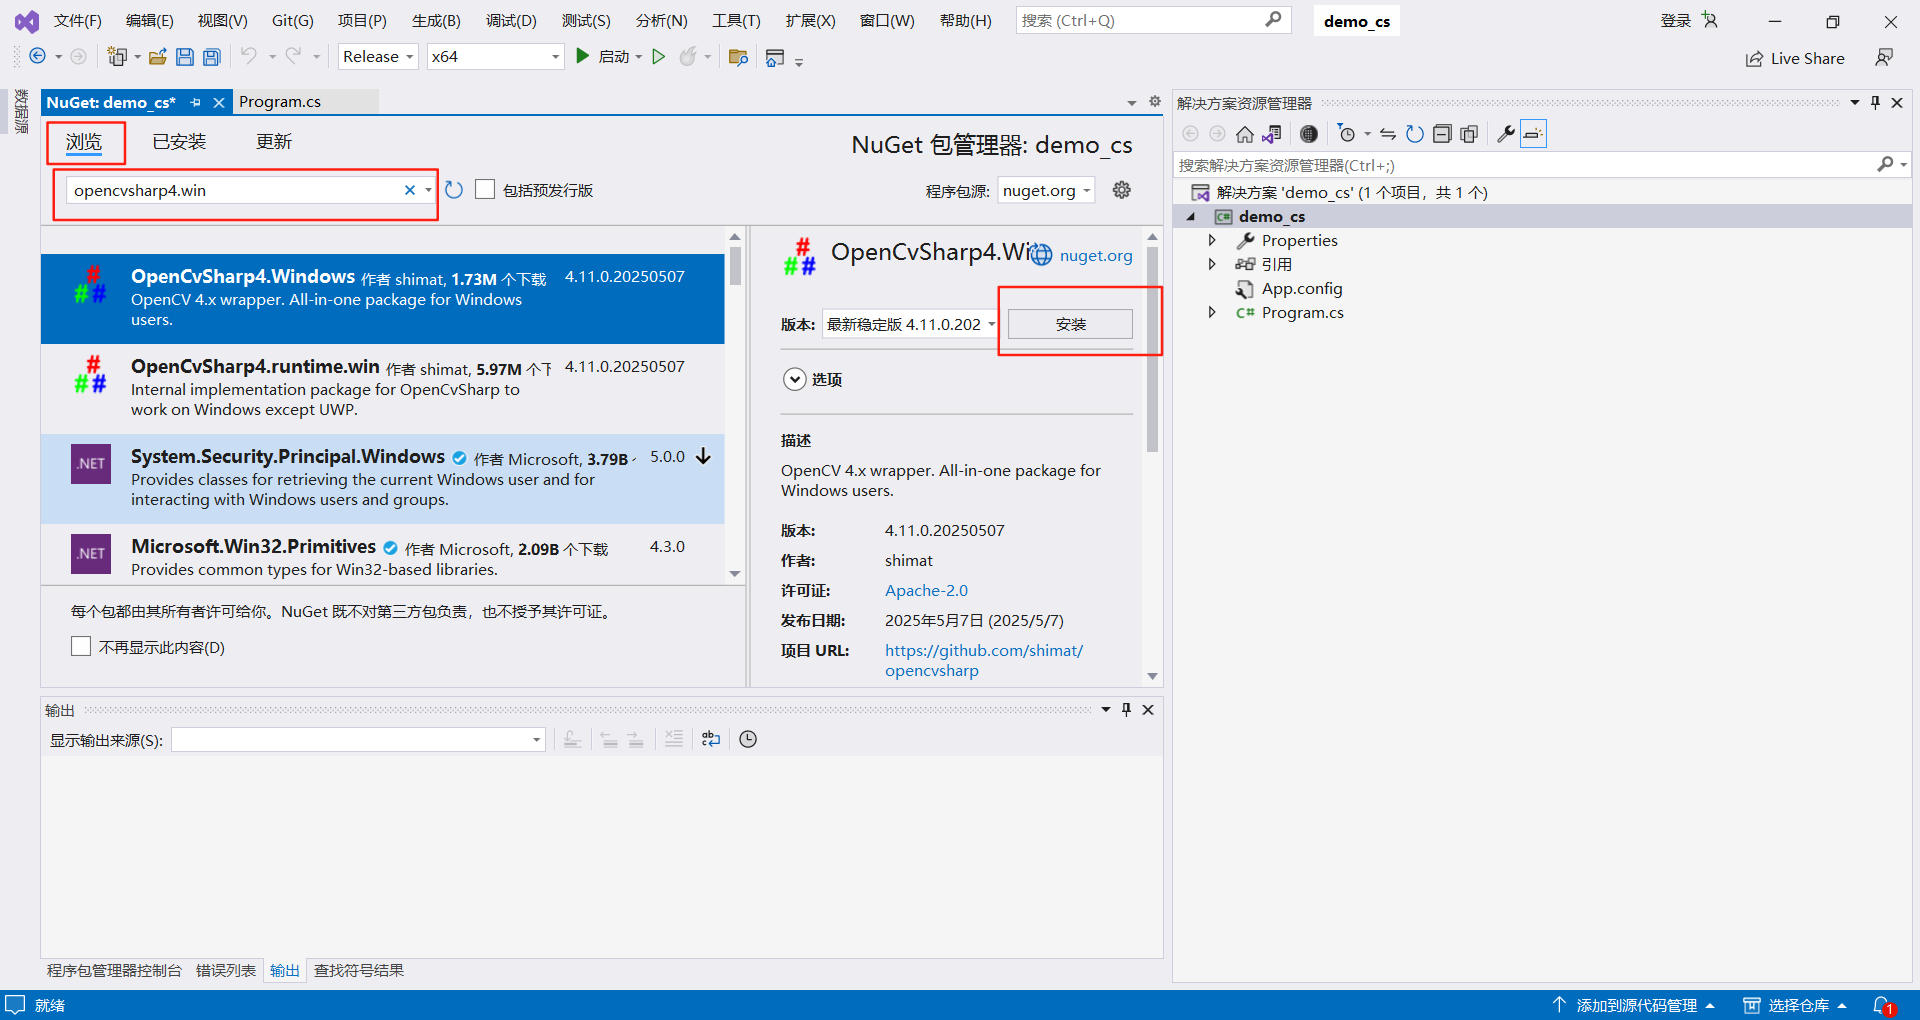 文件(F) 编辑(E) 视图(V) Git(G) 项目(P) 生成(B) 调试(D) 测试(S) 分析(N) 工具(T) 扩展(X) 窗口(W) 帮助(H) 搜索 (Ctrl+Q) demo_cs 登录
Release x64 启动 Live Share
数据源
NuGet: demo_cs* Program.cs
浏览 已安装 更新 NuGet 包管理器: demo_cs
opencvsharp4.win 包括预发行版 程序包源: nuget.org
OpenCvSharp4.Windows 作者 shimat, 1.73M 个下载 4.11.0.20250507
OpenCV 4.x wrapper. All-in-one package for Windows
users.
OpenCvSharp4.runtime.win 作者 shimat, 5.97M 个下 4.11.0.20250507
Internal implementation package for OpenCvSharp to
work on Windows except UWP.
.NET System.Security.Principal.Windows 作者 Microsoft, 3.79B 5.0.0
Provides classes for retrieving the current Windows user and for
interacting with Windows users and groups.
.NET Microsoft.Win32.Primitives 作者 Microsoft, 2.09B 个下载 4.3.0
Provides common types for Win32-based libraries.
每个包都由其所有者许可给你。NuGet 既不对第三方包负责，也不授予其许可证。
不再显示此内容(D)
OpenCvSharp4.Wi nuget.org
版本: 最新稳定版 4.11.0.202 安装
选项
描述
OpenCV 4.x wrapper. All-in-one package for
Windows users.
版本: 4.11.0.20250507
作者: shimat
许可证: Apache-2.0
发布日期: 2025年5月7日 (2025/5/7)
项目 URL: https://github.com/shimat/
opencvsharp
解决方案资源管理器
搜索解决方案资源管理器(Ctrl+;)
解决方案 'demo_cs' (1 个项目，共 1 个)
C# demo_cs
Properties
引用
App.config
C# Program.cs
输出
显示输出来源(S):
程序包管理器控制台 错误列表 输出 查找符号结果
就绪 添加到源代码管理 选择仓库 1